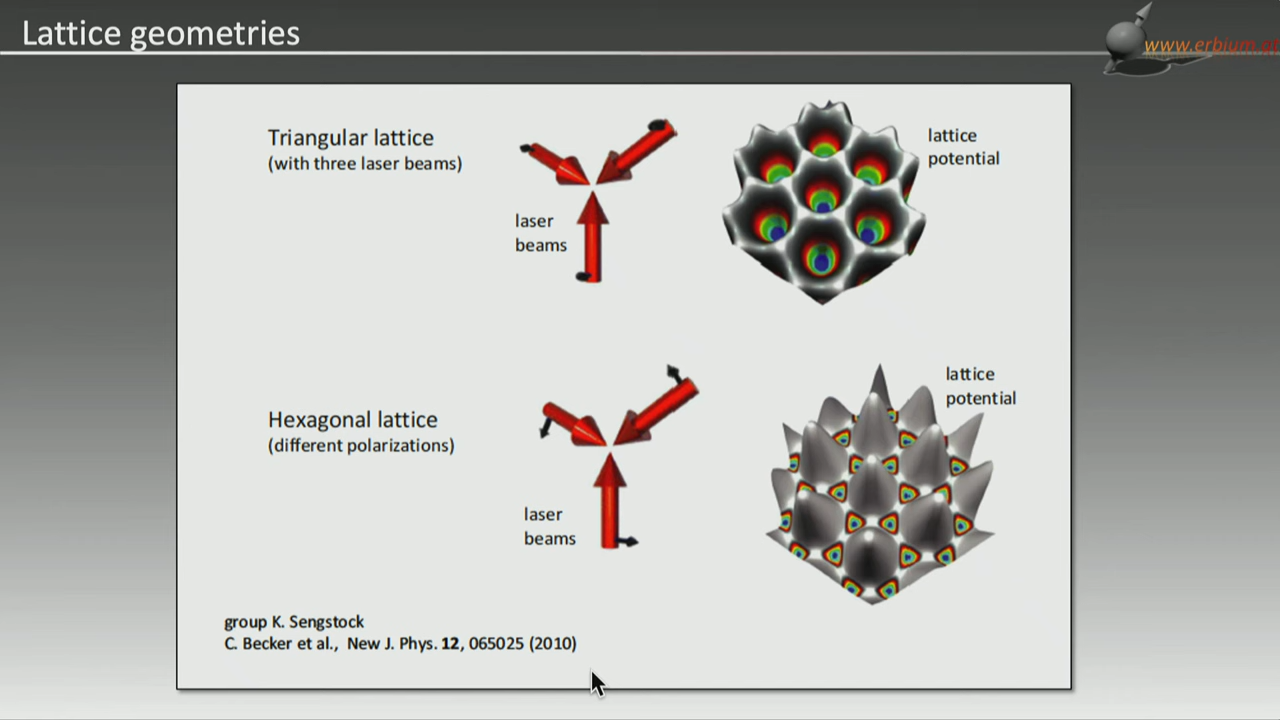 Lattice geometries
www.erbium.at
Triangular lattice
(with three laser beams)
laser
beams
lattice
potential
Hexagonal lattice
(different polarizations)
laser
beams
lattice
potential
group K. Sengstock
C. Becker et al., New J. Phys. 12, 065025 (2010)